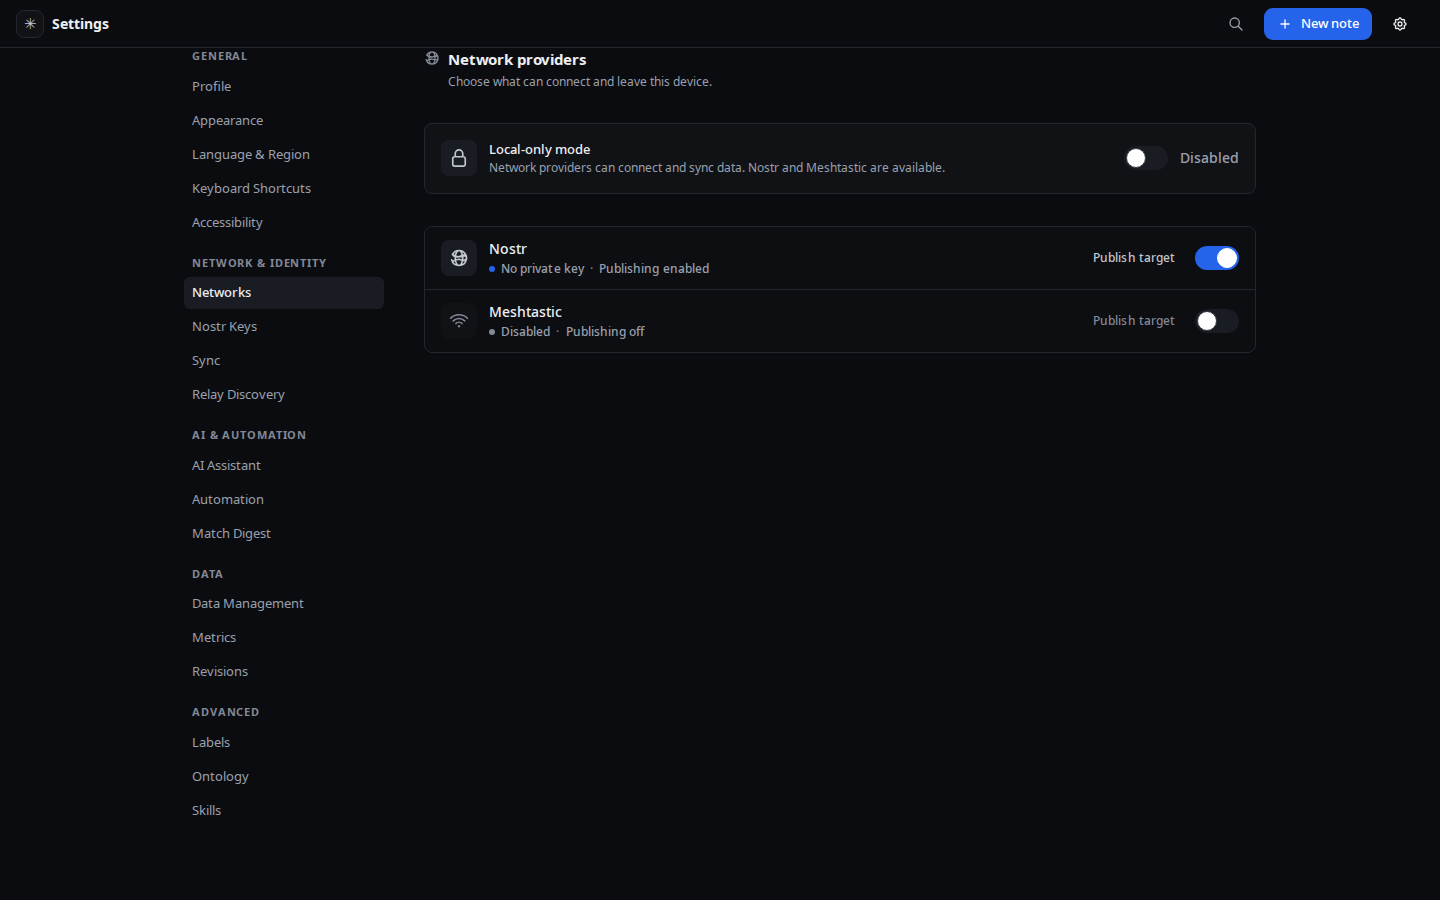 Settings
New note
GENERAL
Profile
Appearance
Language & Region
Keyboard Shortcuts
Accessibility
NETWORK & IDENTITY
Networks
Nostr Keys
Sync
Relay Discovery
AI & AUTOMATION
AI Assistant
Automation
Match Digest
DATA
Data Management
Metrics
Revisions
ADVANCED
Labels
Ontology
Skills
Network providers
Choose what can connect and leave this device.
Local-only mode
Network providers can connect and sync data. Nostr and Meshtastic are available.
Disabled
Nostr
No private key · Publishing enabled
Publish target
Meshtastic
Disabled · Publishing off
Publish target